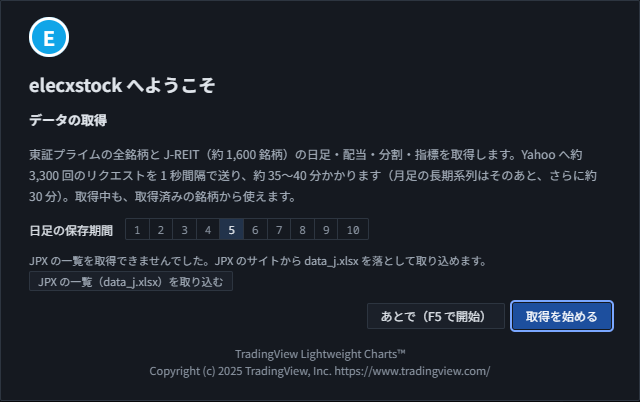 E
elecxstock へようこそ
データの取得
東証プライムの全銘柄と J-REIT（約 1,600 銘柄）の日足・配当・分割・指標を取得します。Yahoo へ約
3,300 回のリクエストを 1 秒間隔で送り、約 35〜40 分かかります（月足の長期系列はそのあと、さらに約
30 分）。取得中も、取得済みの銘柄から使えます。
日足の保存期間 1 2 3 4 5 6 7 8 9 10
JPX の一覧を取得できませんでした。JPX のサイトから data_j.xlsx を落として取り込めます。
JPX の一覧（data_j.xlsx）を取り込む
あとで（F5 で開始） 取得を始める
TradingView Lightweight Charts™
Copyright (c) 2025 TradingView, Inc. https://www.tradingview.com/